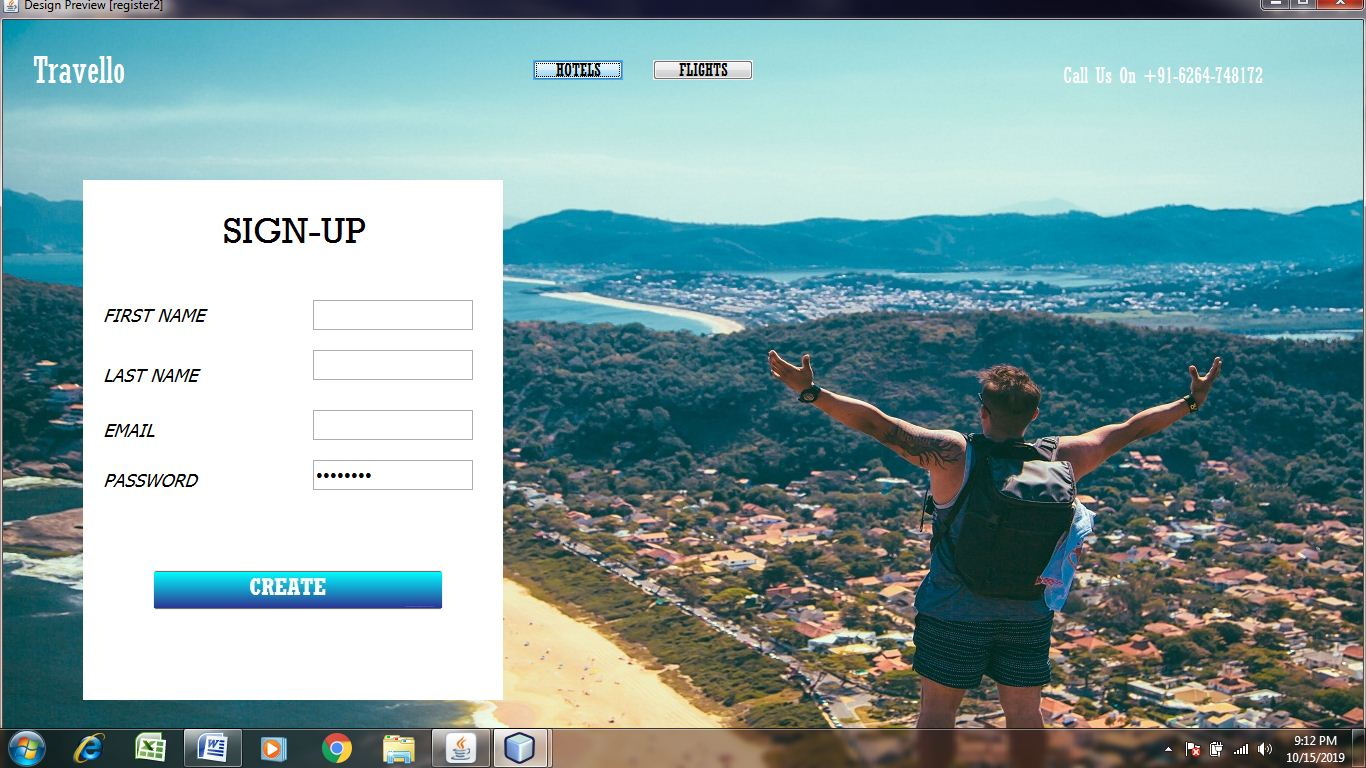 Design Preview [register2]
Travello
HOTELS
FLIGHTS
Call Us On +91-6264-748172
SIGN-UP
FIRST NAME
LAST NAME
EMAIL
PASSWORD
CREATE
9:12 PM
10/15/2019